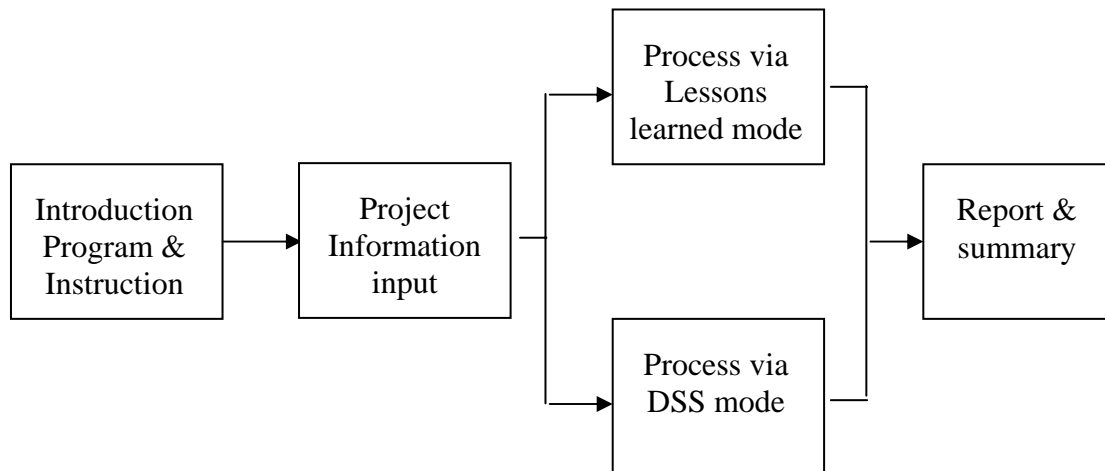 Introduction
Program &
Instruction
Project
Information
input
Process via
Lessons
learned mode
Process via
DSS mode
Report &
summary